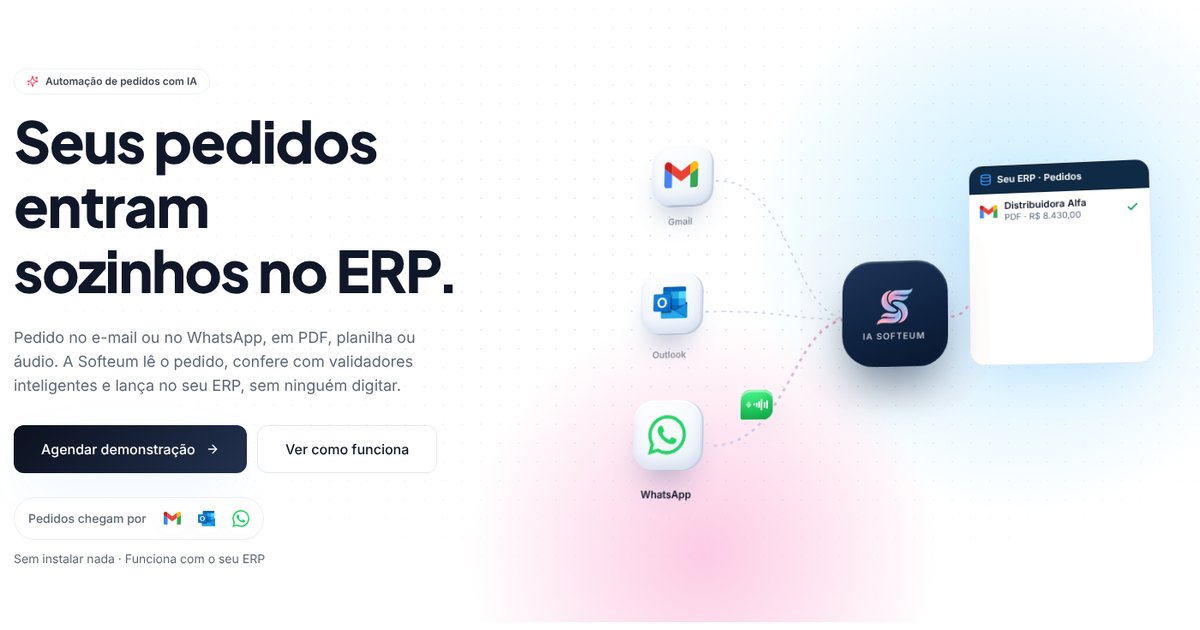 Automação de pedidos com IA
Seus pedidos
entram
sozinhos no ERP.
Pedido no e-mail ou no WhatsApp, em PDF, planilha ou
áudio. A Softeum lê o pedido, confere com validadores
inteligentes e lança no seu ERP, sem ninguém digitar.
Agendar demonstração →
Ver como funciona
Pedidos chegam por
Sem instalar nada · Funciona com o seu ERP
Gmail
Outlook
WhatsApp
IA SOFTEUM
Seu ERP · Pedidos
Distribuidora Alfa
PDF · R$ 8.430,00